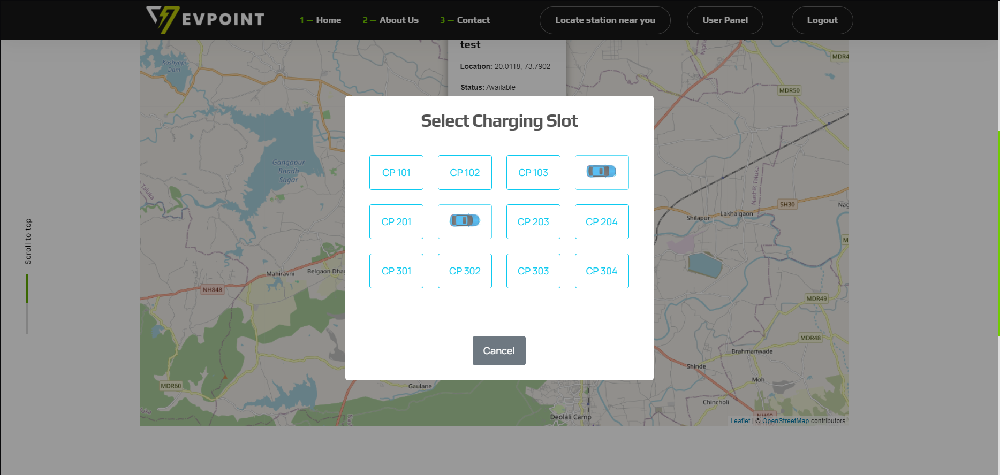 EVPOINT
1 — Home
2 — About Us
3 — Contact
Locate station near you
User Panel
Logout
test
Location: 20.0118, 73.7902
Status: Available
Select Charging Slot
CP 101
CP 102
CP 103
CP 201
CP 203
CP 204
CP 301
CP 302
CP 303
CP 304
Cancel
Scroll to top
Kashyapi
Dam
Gangapur
Baadh
Sagar
Taluka
Mahiravni
Belgaon Dhag
NH848
MDR60
Gaulane
Deolali Camp
MDR4
MDR50
Nashik Taluka
SH30
Shilapur
Lakhalgaon
MDR49
MDR48
Brahmanwade
Shinde
Moh
Chincholi
NH60
Leaflet | © OpenStreetMap contributors